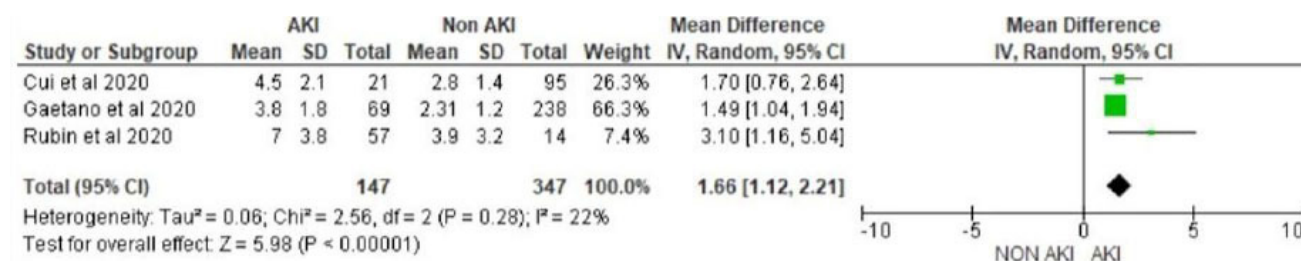 AKI Non AKI Mean Difference Mean Difference
Study or Subgroup Mean SD Total Mean SD Total Weight IV, Random, 95% CI IV, Random, 95% CI
Cui et al 2020 4.5 2.1 21 2.8 1.4 95 26.3% 1.70 [0.76, 2.64]
Gaetano et al 2020 3.8 1.8 69 2.31 1.2 238 66.3% 1.49 [1.04, 1.94]
Rubin et al 2020 7 3.8 57 3.9 3.2 14 7.4% 3.10 [1.16, 5.04]
Total (95% CI) 147 347 100.0% 1.66 [1.12, 2.21]
Heterogeneity: Tau² = 0.06; Chi² = 2.56, df = 2 (P = 0.28); I² = 22%
Test for overall effect: Z = 5.98 (P < 0.00001)
-10 -5 0 5 10
NON AKI AKI